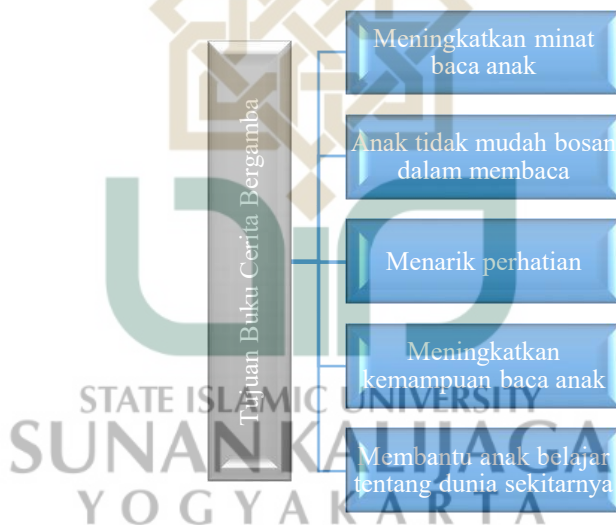 Tujuan Buku Cerita Bergamba
Meningkatkan minat
baca anak
Anak tidak mudah bosan
dalam membaca
Menarik perhatian
Meningkatkan
kemampuan baca anak
Membantu anak belajar
tentang dunia sekitarnya
STATE ISLAMIC UNIVERSITY
SUNAN KALIJAGA
YOGYAKARTA